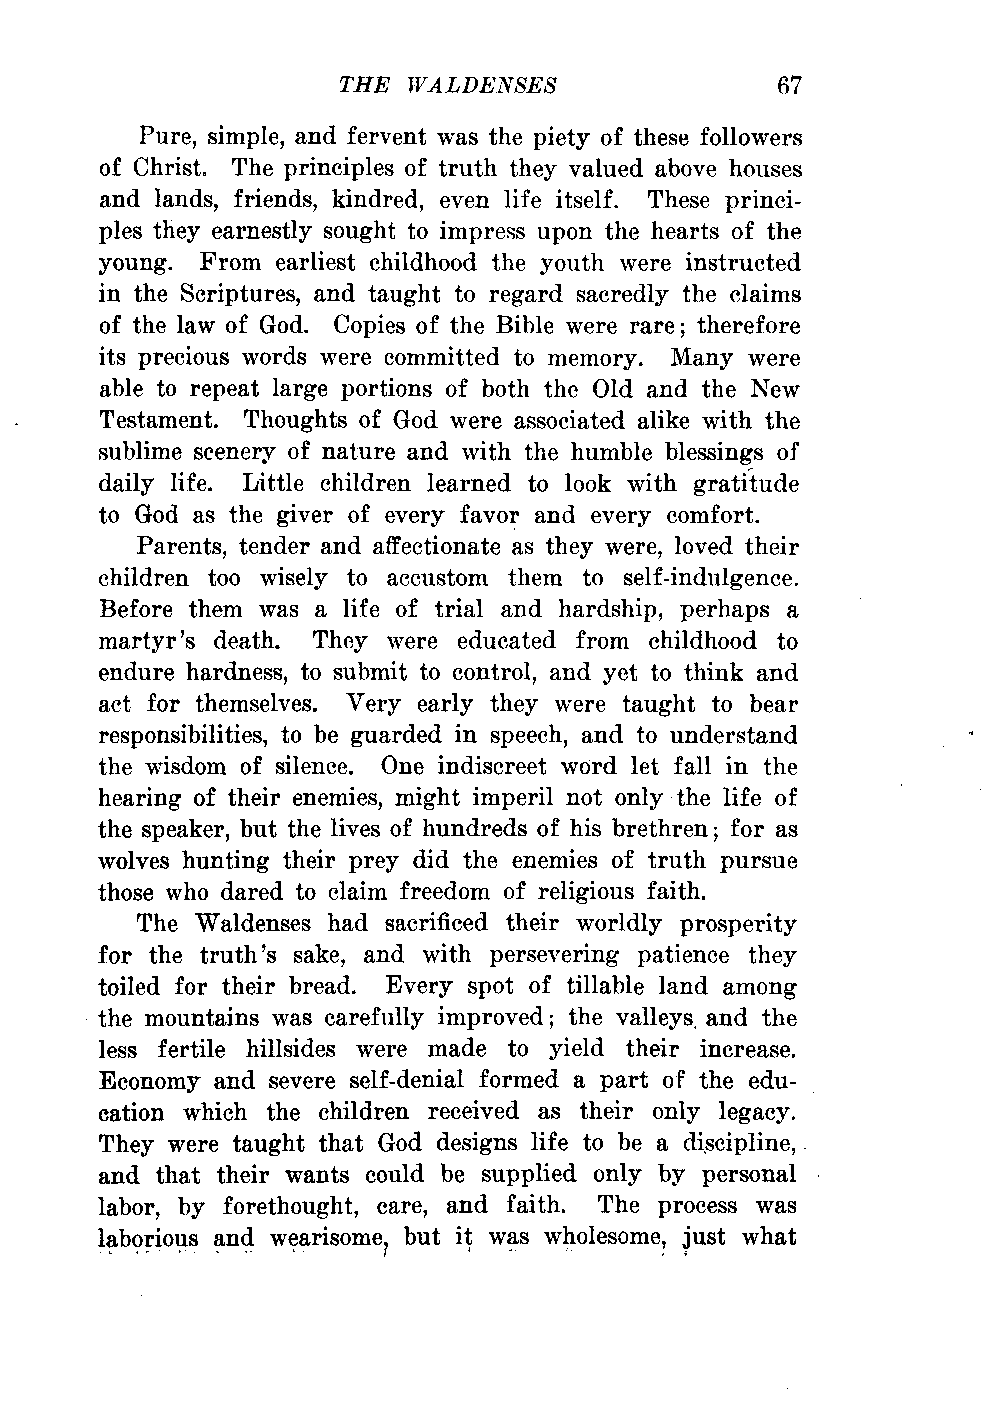 THE WALDENSES 67
Pure, simple, and fervent was the piety of these followers
of Christ. The principles of truth they valued above houses
and lands, friends, kindred, even life itself. These princi-
ples they earnestly sought to impress upon the hearts of the
young. From earliest childhood the youth were instructed
in the Scriptures, and taught to regard sacredly the claims
of the law of God. Copies of the Bible were rare; therefore
its precious words were committed to memory. Many were
able to repeat large portions of both the Old and the New
Testament. Thoughts of God were associated alike with the
sublime scenery of nature and with the humble blessings of
daily life. Little children learned to look with gratitude
to God as the giver of every favor and every comfort.
Parents, tender and affectionate as they were, loved their
children too wisely to accustom them to self-indulgence.
Before them was a life of trial and hardship, perhaps a
martyr's death. They were educated from childhood to
endure hardness, to submit to control, and yet to think and
act for themselves. Very early they were taught to bear
responsibilities, to be guarded in speech, and to understand
the wisdom of silence. One indiscreet word let fall in the
hearing of their enemies, might imperil not only the life of
the speaker, but the lives of hundreds of his brethren; for as
wolves hunting their prey did the enemies of truth pursue
those who dared to claim freedom of religious faith.
The Waldenses had sacrificed their worldly prosperity
for the truth's sake, and with persevering patience they
toiled for their bread. Every spot of tillable land among
the mountains was carefully improved; the valleys and the
less fertile hillsides were made to yield their increase.
Economy and severe self-denial formed a part of the edu-
cation which the children received as their only legacy.
They were taught that God designs life to be a discipline,
and that their wants could be supplied only by personal
labor, by forethought, care, and faith. The process was
laborious and wearisome, but it was wholesome, just what